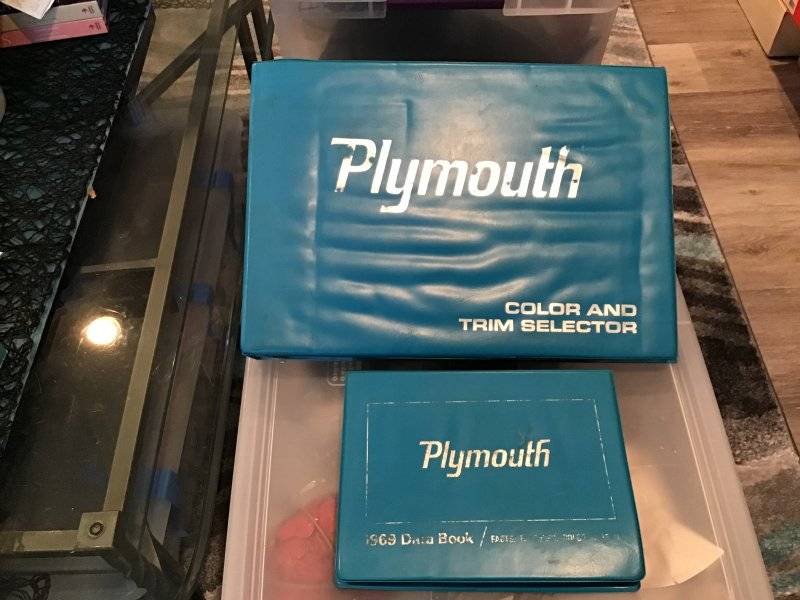 Plymouth
COLOR AND
TRIM SELECTOR
Plymouth
1969 Data Book /